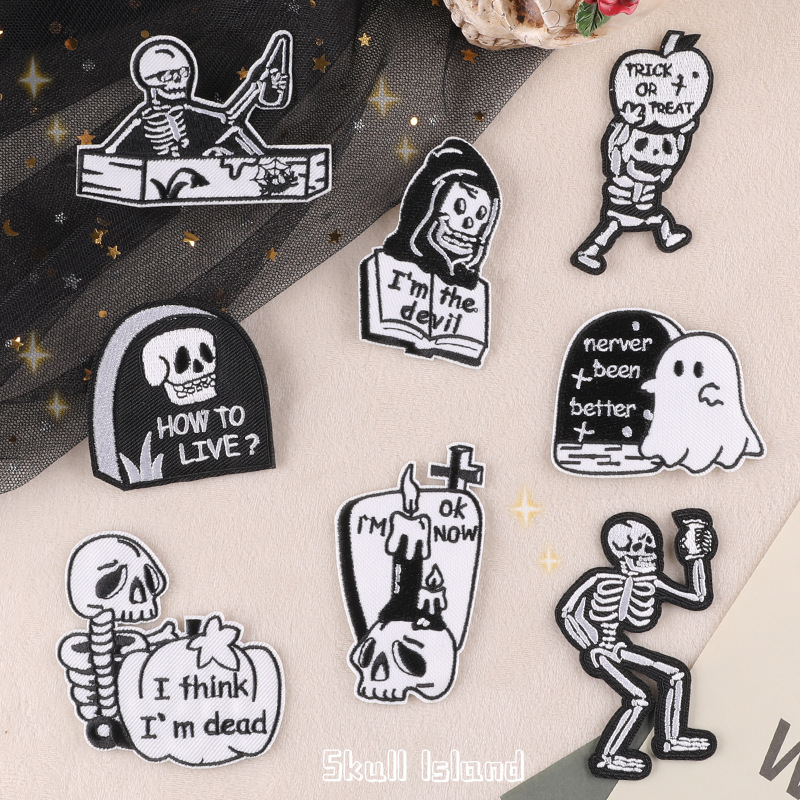 TRICK
OR
TREAT
I'm the
devil
HOW TO
LIVE?
nerver
been
better
I'M OK
NOW
I think
I'm dead
Skull Island
W